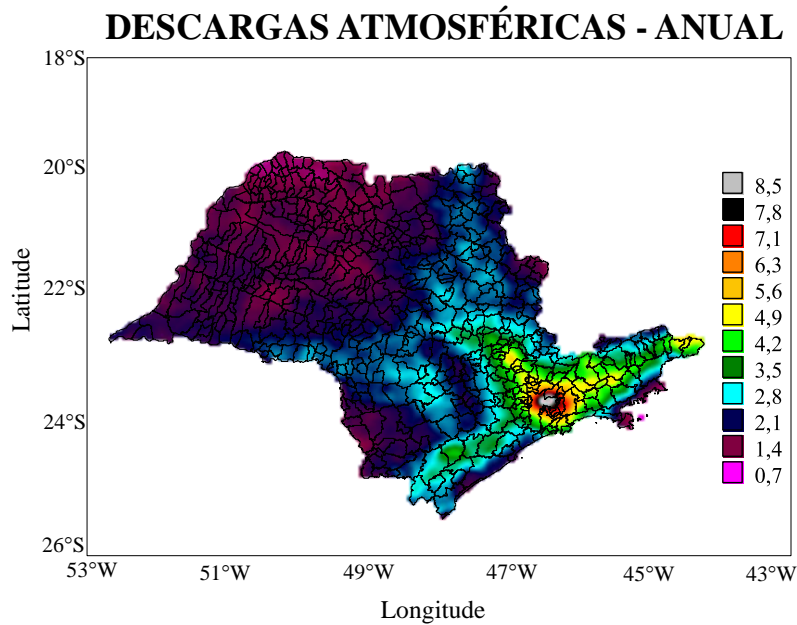 DESCARGAS ATMOSFÉRICAS - ANUAL
18°S
20°S
22°S
24°S
26°S
Latitude
8,5
7,8
7,1
6,3
5,6
4,9
4,2
3,5
2,8
2,1
1,4
0,7
53°W 51°W 49°W 47°W 45°W 43°W
Longitude